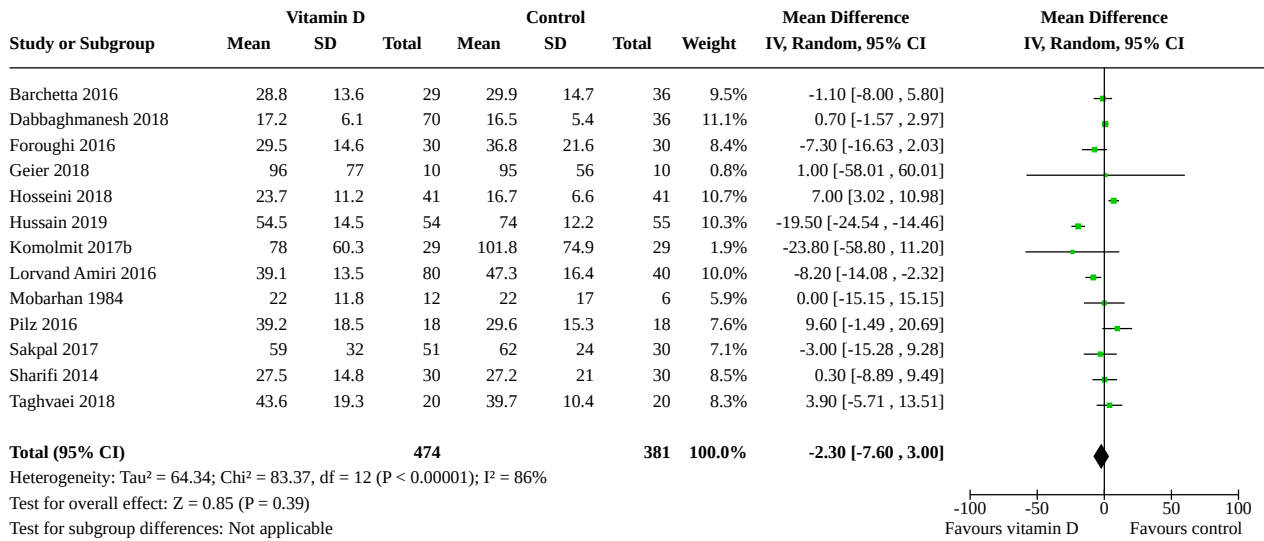 Vitamin D Control Mean Difference Mean Difference
Study or Subgroup Mean SD Total Mean SD Total Weight IV, Random, 95% CI IV, Random, 95% CI
Barchetta 2016 28.8 13.6 29 29.9 14.7 36 9.5% -1.10 [-8.00 , 5.80]
Dabbaghmanesh 2018 17.2 6.1 70 16.5 5.4 36 11.1% 0.70 [-1.57 , 2.97]
Foroughi 2016 29.5 14.6 30 36.8 21.6 30 8.4% -7.30 [-16.63 , 2.03]
Geier 2018 96 77 10 95 56 10 0.8% 1.00 [-58.01 , 60.01]
Hosseini 2018 23.7 11.2 41 16.7 6.6 41 10.7% 7.00 [3.02 , 10.98]
Hussain 2019 54.5 14.5 54 74 12.2 55 10.3% -19.50 [-24.54 , -14.46]
Komolmit 2017b 78 60.3 29 101.8 74.9 29 1.9% -23.80 [-58.80 , 11.20]
Lorvand Amiri 2016 39.1 13.5 80 47.3 16.4 40 10.0% -8.20 [-14.08 , -2.32]
Mobarhan 1984 22 11.8 12 22 17 6 5.9% 0.00 [-15.15 , 15.15]
Pilz 2016 39.2 18.5 18 29.6 15.3 18 7.6% 9.60 [-1.49 , 20.69]
Sakpal 2017 59 32 51 62 24 30 7.1% -3.00 [-15.28 , 9.28]
Sharifi 2014 27.5 14.8 30 27.2 21 30 8.5% 0.30 [-8.89 , 9.49]
Taghvaei 2018 43.6 19.3 20 39.7 10.4 20 8.3% 3.90 [-5.71 , 13.51]
Total (95% CI) 474 381 100.0% -2.30 [-7.60 , 3.00]
Heterogeneity: Tau² = 64.34; Chi² = 83.37, df = 12 (P < 0.00001); I² = 86%
Test for overall effect: Z = 0.85 (P = 0.39)
Test for subgroup differences: Not applicable
-100 -50 0 50 100
Favours vitamin D Favours control